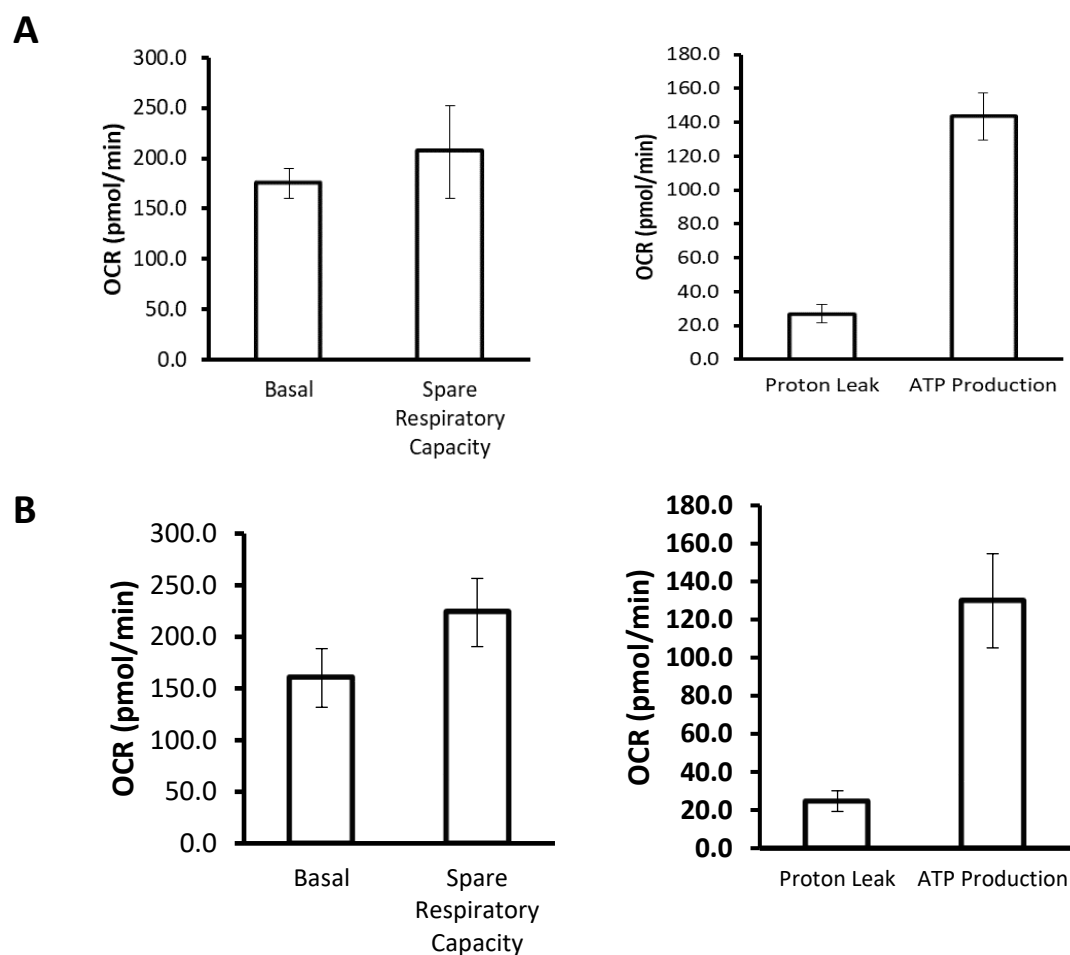 A
300.0
250.0
200.0
150.0
100.0
50.0
0.0
OCR (pmol/min)
Basal
Spare
Respiratory
Capacity
180.0
160.0
140.0
120.0
100.0
80.0
60.0
40.0
20.0
0.0
OCR (pmol/min)
Proton Leak
ATP Production
B
300.0
250.0
200.0
150.0
100.0
50.0
0.0
OCR (pmol/min)
Basal
Spare
Respiratory
Capacity
180.0
160.0
140.0
120.0
100.0
80.0
60.0
40.0
20.0
0.0
OCR (pmol/min)
Proton Leak
ATP Production